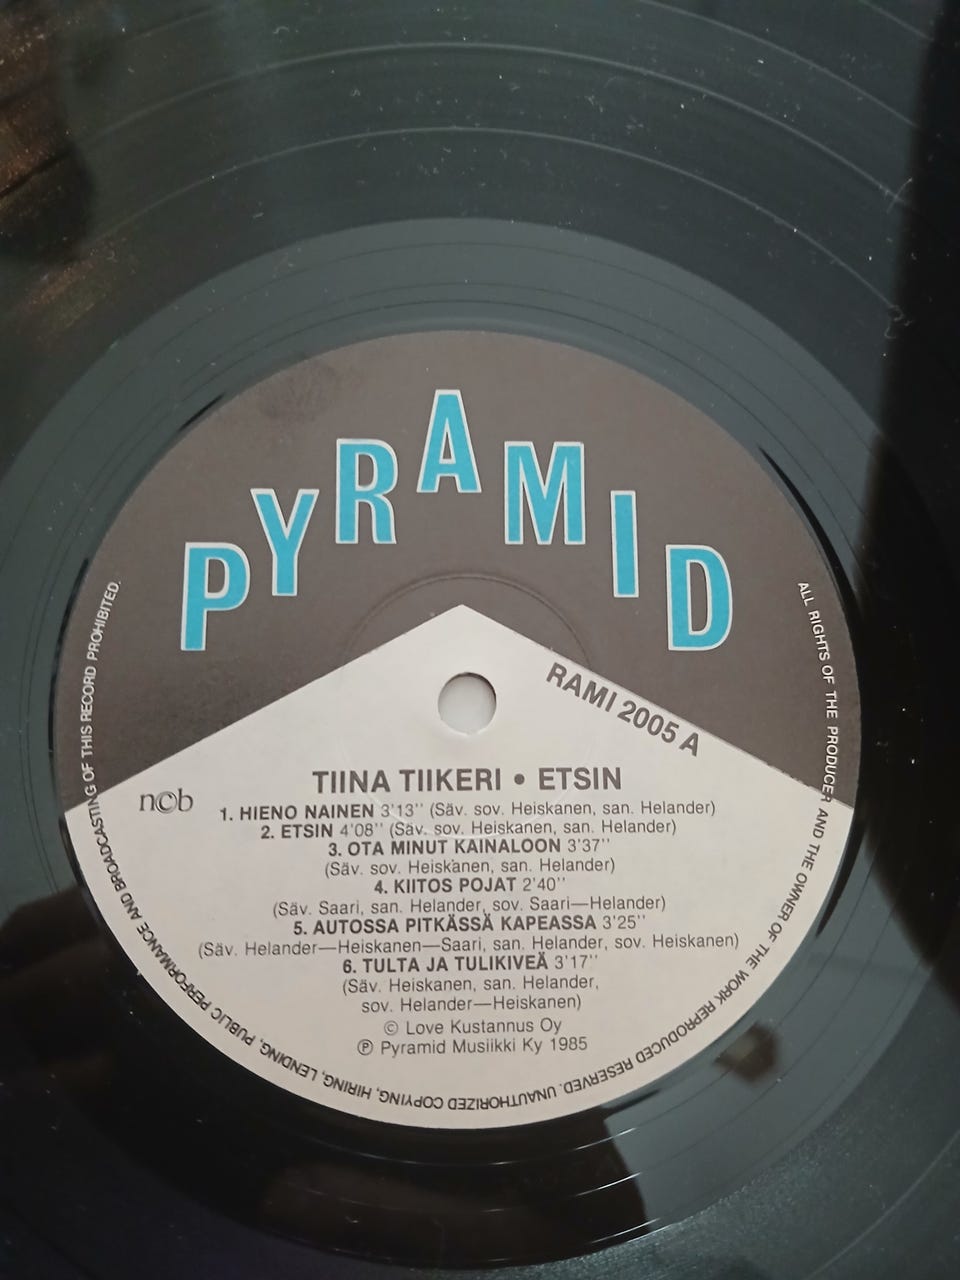 PYRAMID
RAMI 2005 A
ncb
TIINA TIIKERI • ETSIN
1. HIENO NAINEN 3'13'' (Säv. sov. Heiskanen, san. Helander)
2. ETSIN 4'08'' (Säv. sov. Heiskanen, san. Helander)
3. OTA MINUT KAINALOON 3'37''
(Säv. sov. Heiskanen, san. Helander)
4. KIITOS POJAT 2'40''
(Säv. Saari, san. Helander, sov. Saari—Helander)
5. AUTOSSA PITKÄSSÄ KAPEASSA 3'25''
(Säv. Helander—Heiskanen—Saari, san. Helander, sov. Heiskanen)
6. TULTA JA TULIKIVEÄ 3'17''
(Säv. Heiskanen, san. Helander,
sov. Helander—Heiskanen)
© Love Kustannus Oy
℗ Pyramid Musiikki Ky 1985
ALL RIGHTS OF THE PRODUCER AND THE OWNER OF THE WORK REPRODUCED RESERVED. UNAUTHORIZED COPYING, HIRING, LENDING, PUBLIC PERFORMANCE AND BROADCASTING OF THIS RECORD PROHIBITED.